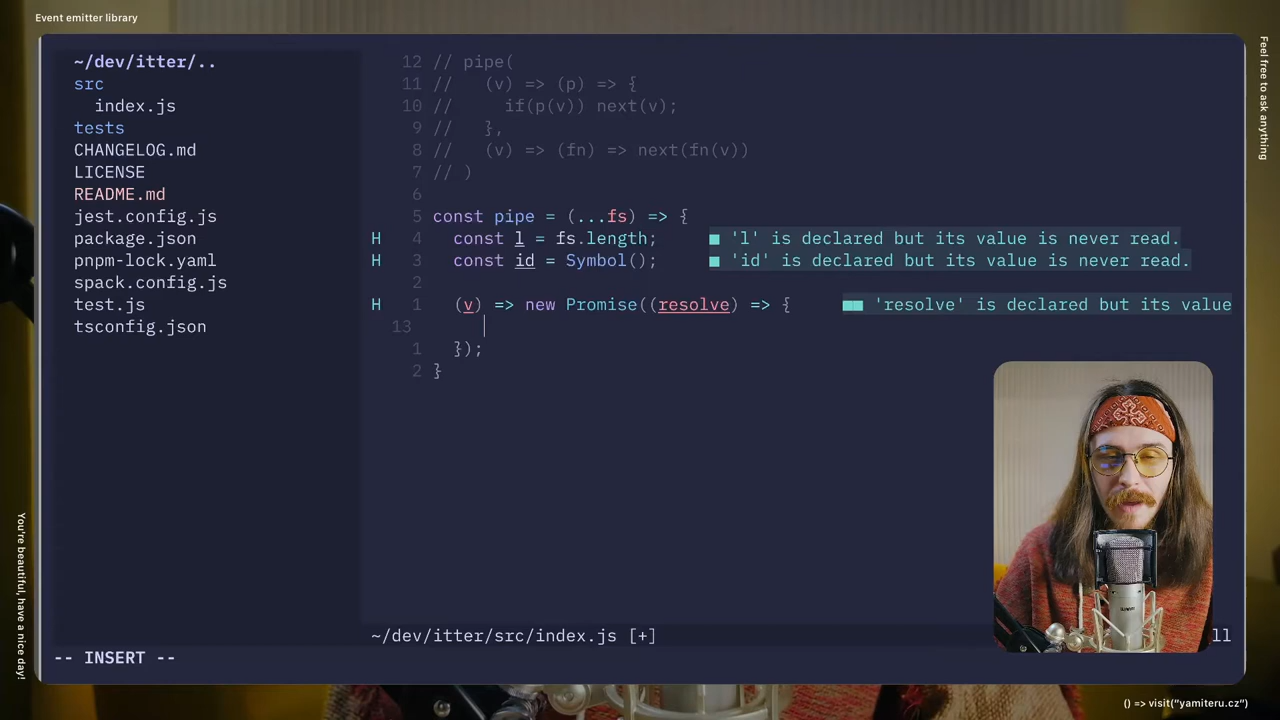 Event emitter library
Feel free to ask anything
You're beautiful, have a nice day!
() => visit("yamiteru.cz")
~/dev/itter/..
src
index.js
tests
CHANGELOG.md
LICENSE
README.md
jest.config.js
package.json
pnpm-lock.yaml
spack.config.js
test.js
tsconfig.json
12 // pipe(
11 //   (v) => (p) => {
10 //     if(p(v)) next(v);
9 //   },
8 //   (v) => (fn) => next(fn(v))
7 // )
6
5 const pipe = (...fs) => {
H 4   const l = fs.length; ■ 'l' is declared but its value is never read.
H 3   const id = Symbol(); ■ 'id' is declared but its value is never read.
2
H 1   (v) => new Promise((resolve) => { ■■ 'resolve' is declared but its value
13
1   });
2 }
~/dev/itter/src/index.js [+]
-- INSERT --